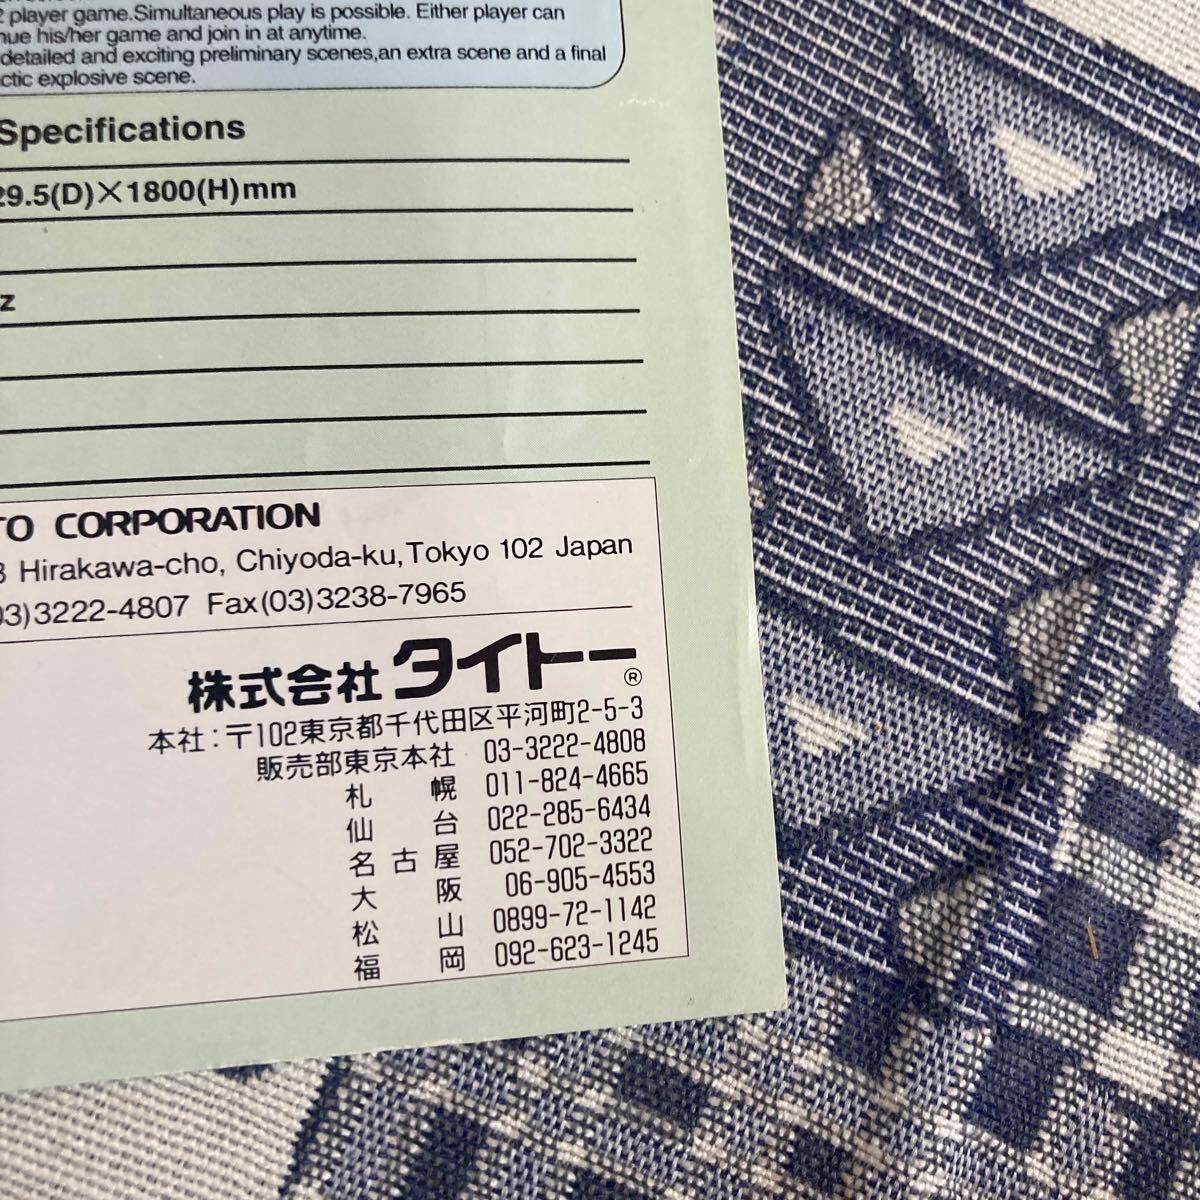 2 player game.Simultaneous play is possible. Either player can
his/her game and join in at anytime.
detailed and exciting preliminary scenes,an extra scene and a final
explosive scene.
Specifications
29.5(D)×1800(H)mm
z
TO CORPORATION
3 Hirakawa-cho, Chiyoda-ku,Tokyo 102 Japan
03)3222-4807 Fax(03)3238-7965
株式会社タイトー®
本社:〒102東京都千代田区平河町2-5-3
販売部東京本社 03-3222-4808
札幌 011-824-4665
仙台 022-285-6434
名古屋 052-702-3322
大阪 06-905-4553
松山 0899-72-1142
福岡 092-623-1245